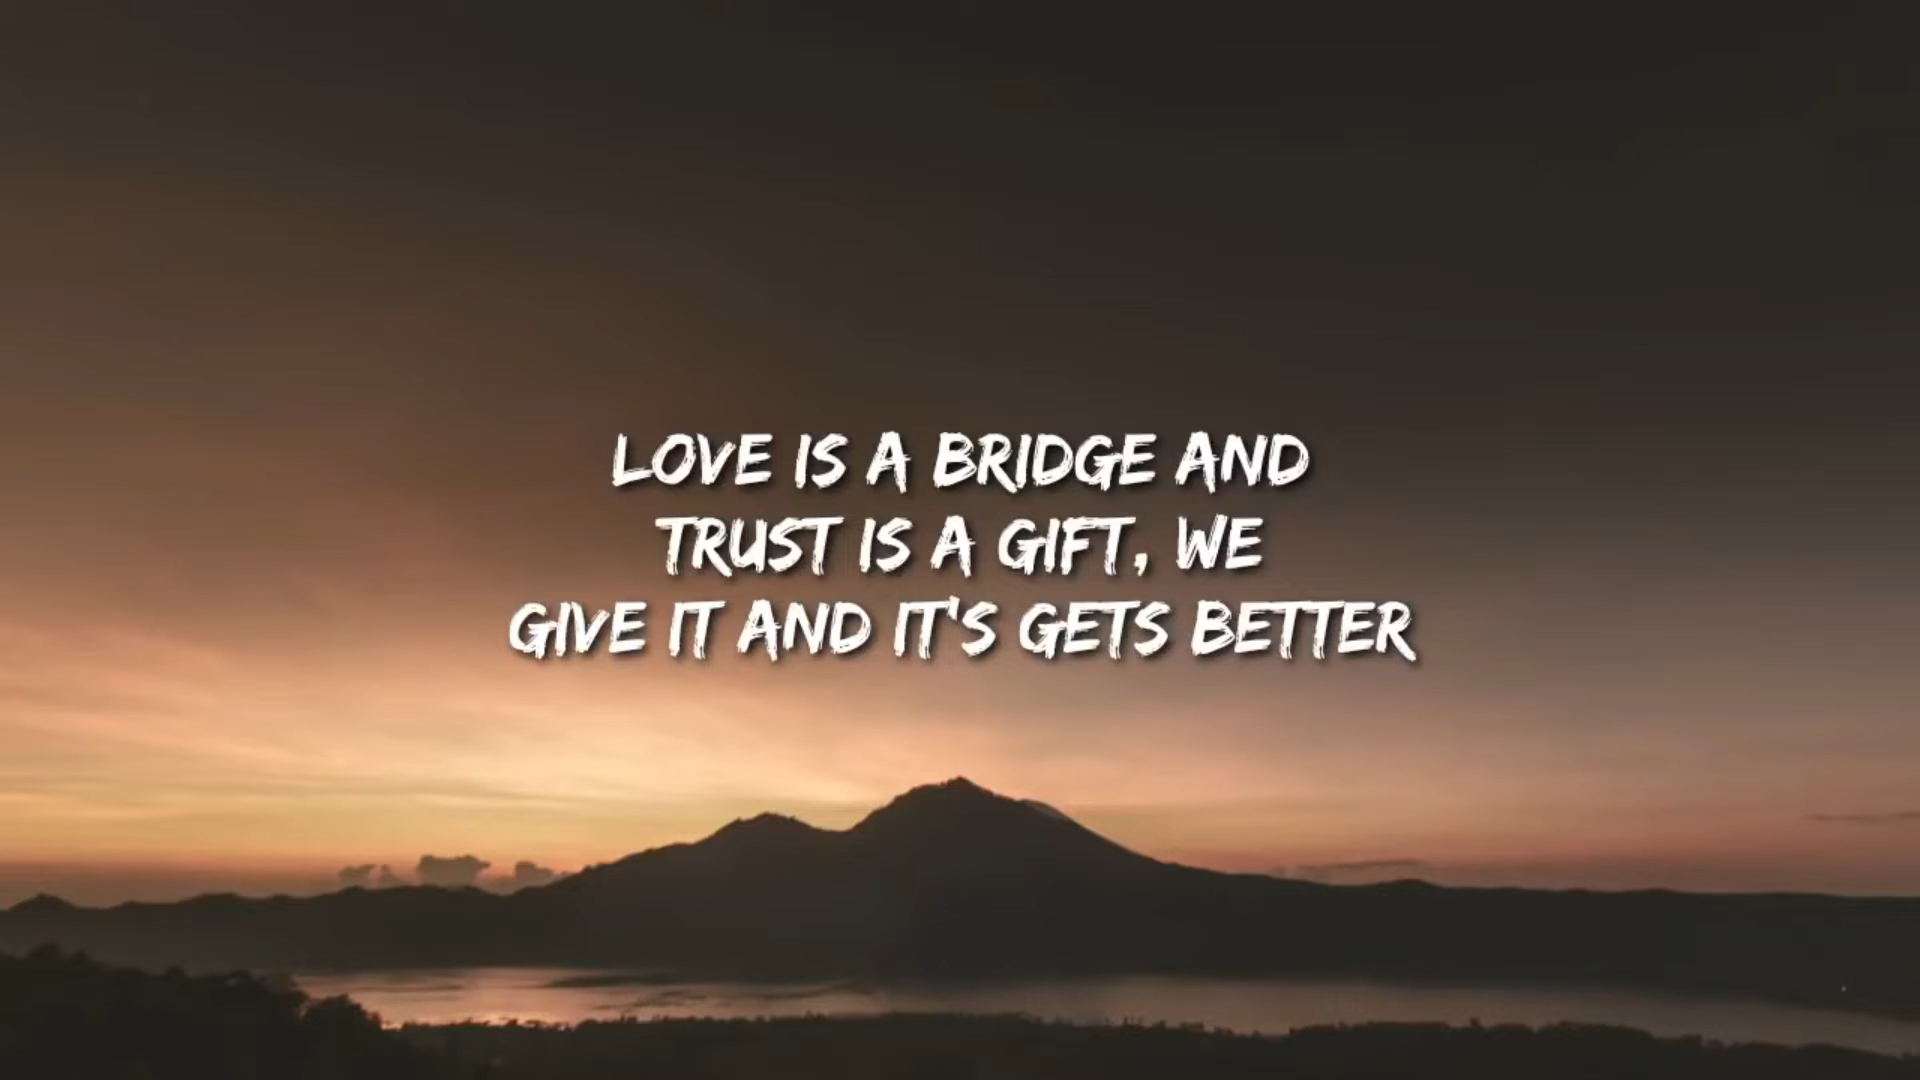 LOVE IS A BRIDGE AND
TRUST IS A GIFT, WE
GIVE IT AND IT'S GETS BETTER